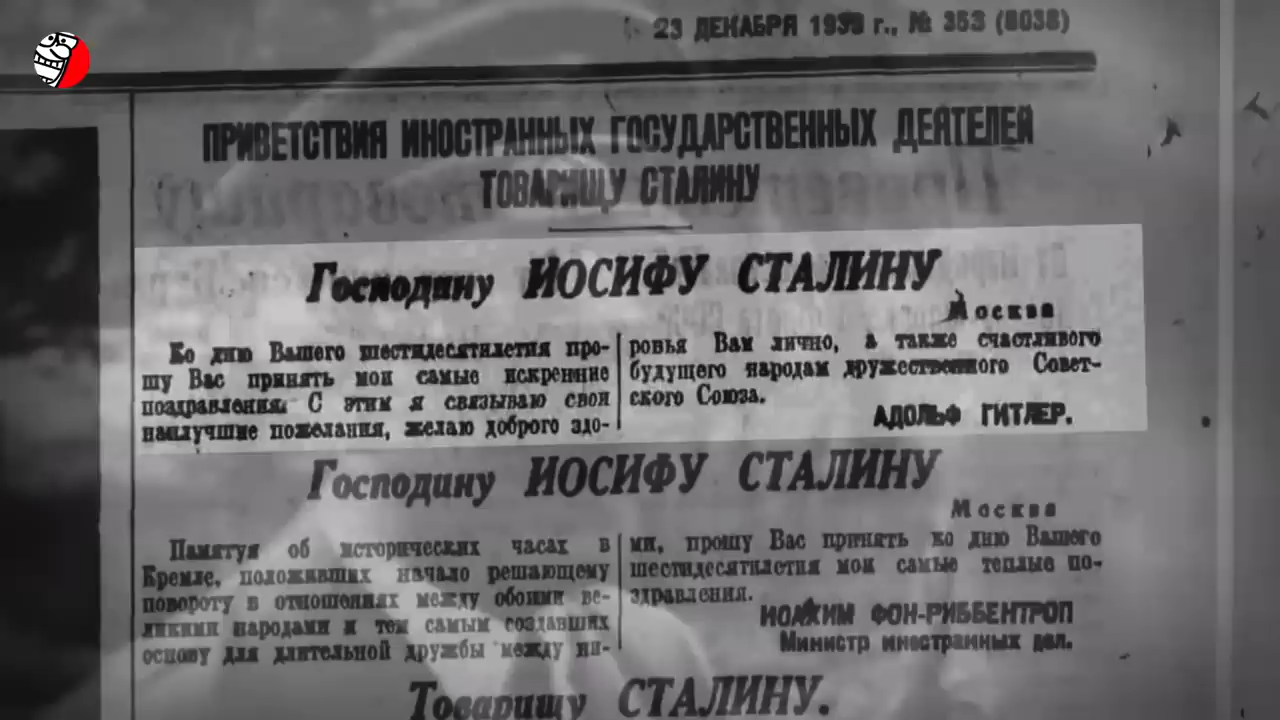 23 ДЕКАБРЯ 1939 г., № 353 (8038)
ПРИВЕТСТВИЯ ИНОСТРАННЫХ ГОСУДАРСТВЕННЫХ ДЕЯТЕЛЕЙ
ТОВАРИЩУ СТАЛИНУ
Господину ИОСИФУ СТАЛИНУ
Москва
Ко дню Вашего шестидесятилетия про-
шу Вас принять мои самые искренние
поздравления. С этим я связываю свои
наилучшие пожелания, желаю доброго здо-
ровья Вам лично, а также счастливого
будущего народам дружественного Совет-
ского Союза.
АДОЛЬФ ГИТЛЕР.
Господину ИОСИФУ СТАЛИНУ
Москва
Памятуя об исторических часах в
Кремле, положивших начало решающему
повороту в отношениях между обоими ве-
ликими народами и тем самым создавших
основу для длительной дружбы между ни-
ми, прошу Вас принять ко дню Вашего
шестидесятилетия мои самые теплые по-
здравления.
ИОАХИМ ФОН-РИББЕНТРОП
Министр иностранных дел.
Товарищу СТАЛИНУ.